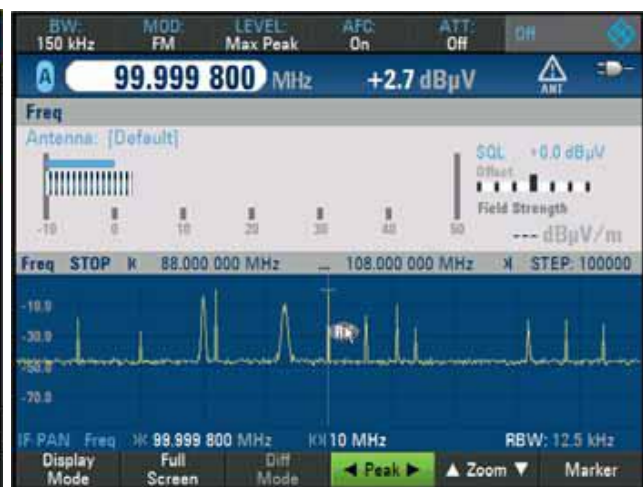 BW: MOD: LEVEL: AFC: ATT: Off
150 kHz FM Max Peak On Off
A 99.999 800 MHz +2.7 dBµV ANT
Freq
Antenna: [Default]
SQL +0.0 dBµV
Offset
Field Strength
-10 0 10 20 30 40 50
--- dBµV/m
Freq STOP 88.000 000 MHz ... 108.000 000 MHz STEP: 100000
-10.0
-30.0
-50.0
-70.0
IF-PAN Freq 99.999 800 MHz 10 MHz RBW: 12.5 kHz
Display Mode
Full Screen
Diff Mode
◄ Peak ►
▲ Zoom ▼
Marker